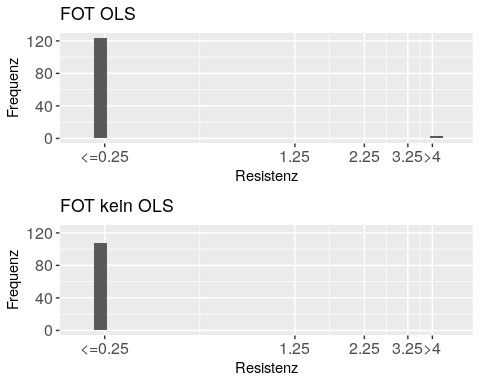 FOT OLS
120
80
40
0
Frequenz
<=0.25 1.25 2.25 3.25 >4
Resistenz
FOT kein OLS
120
80
40
0
Frequenz
<=0.25 1.25 2.25 3.25 >4
Resistenz